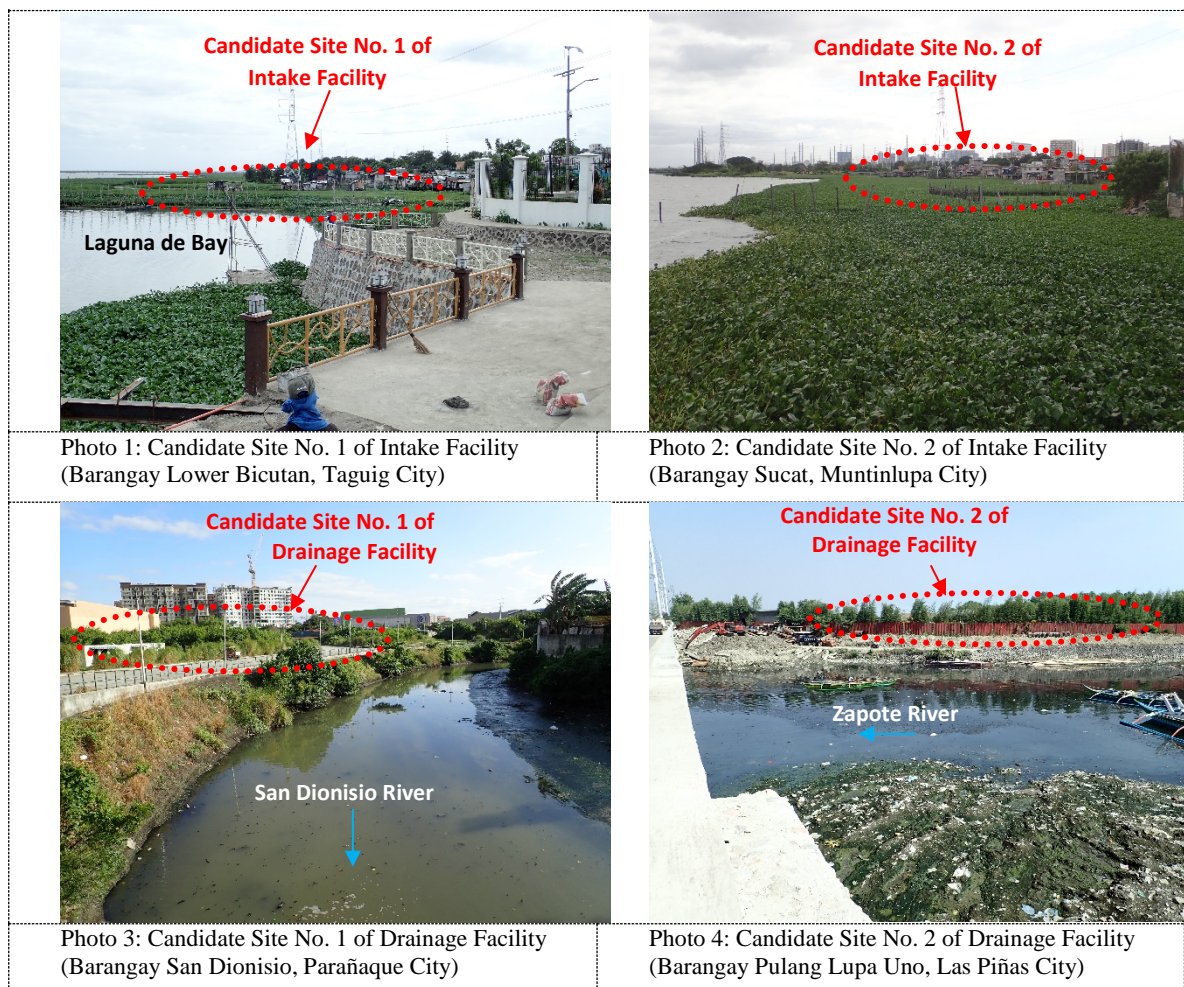 Candidate Site No. 1 of
Intake Facility
Laguna de Bay
Candidate Site No. 2 of
Intake Facility
Photo 1: Candidate Site No. 1 of Intake Facility
(Barangay Lower Bicutan, Taguig City)
Photo 2: Candidate Site No. 2 of Intake Facility
(Barangay Sucat, Muntinlupa City)
Candidate Site No. 1 of
Drainage Facility
San Dionisio River
Candidate Site No. 2 of
Drainage Facility
Zapote River
Photo 3: Candidate Site No. 1 of Drainage Facility
(Barangay San Dionisio, Parañaque City)
Photo 4: Candidate Site No. 2 of Drainage Facility
(Barangay Pulang Lupa Uno, Las Piñas City)